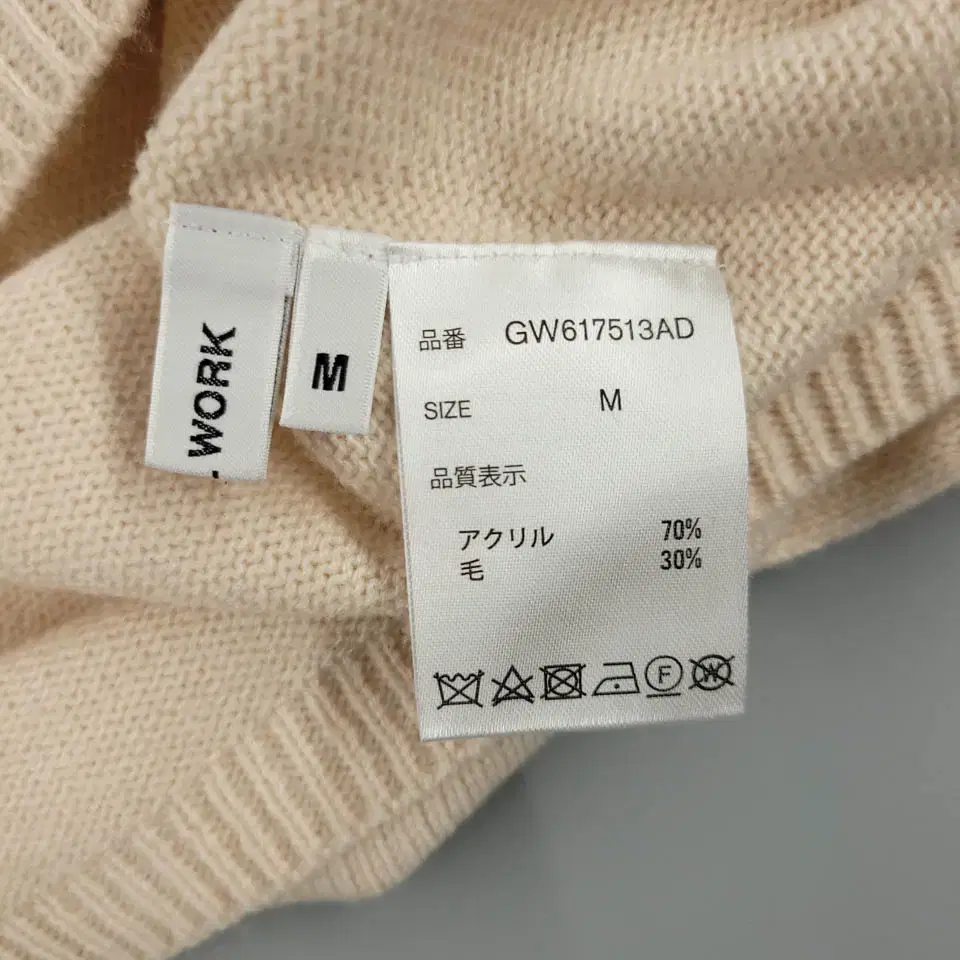 . WORK
M
品番 GW617513AD
SIZE M
品質表示
アクリル 70%
毛 30%
F
W